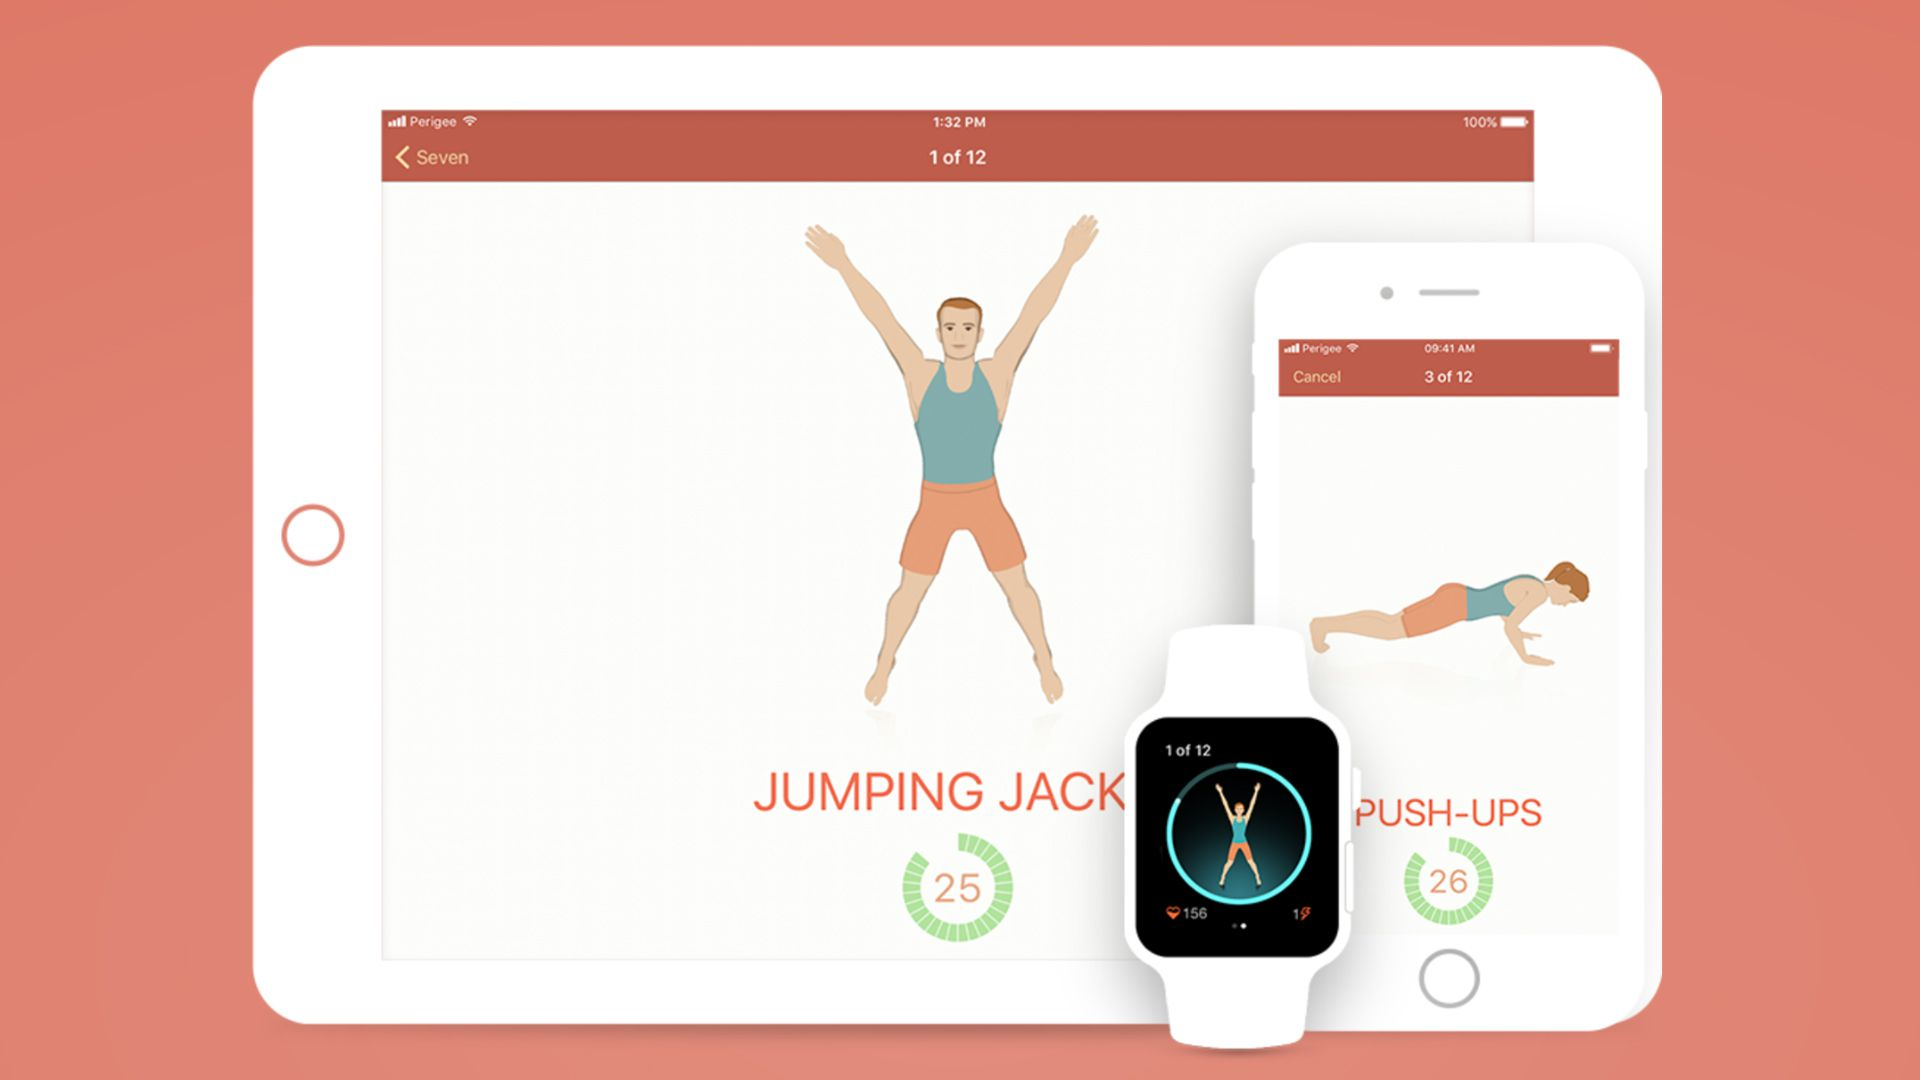 Perigee
1:32 PM
100%
Seven
1 of 12
JUMPING JACK
25
Perigee
09:41 AM
Cancel
3 of 12
PUSH-UPS
26
1 of 12
156
1